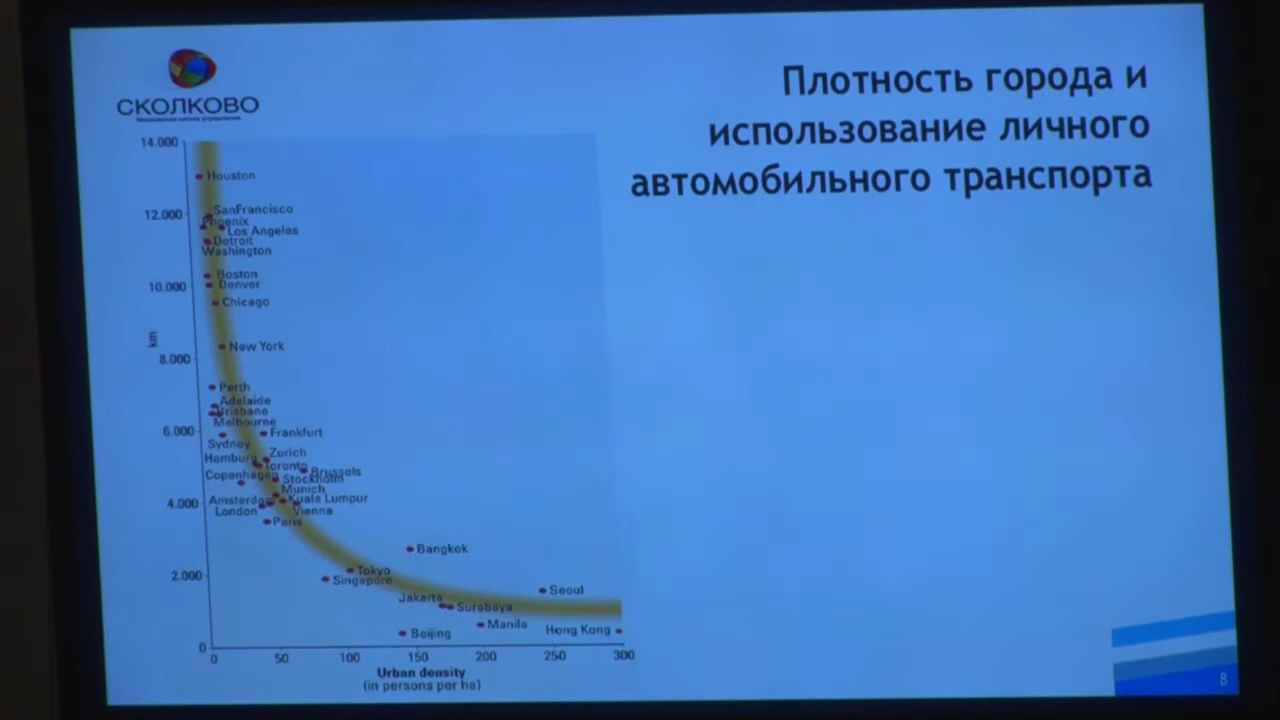 СКОЛКОВО
Московская школа управления
Плотность города и
использование личного
автомобильного транспорта
14.000
Houston
12.000
SanFrancisco
Phoenix
Los Angeles
Detroit
Washington
Boston
10.000
Denver
Chicago
km
New York
8.000
Perth
Adelaide
Brisbane
Melbourne
6.000
Frankfurt
Sydney
Zurich
Hamburg
Toronto
Brussels
Copenhagen
Stockholm
Munich
4.000
Amsterdam
Kuala Lumpur
London
Vienna
Paris
Bangkok
2.000
Tokyo
Singapore
Seoul
Jakarta
Surabaya
Manila
Hong Kong
Beijing
0
0 50 100 150 200 250 300
Urban density
(in persons per ha)
8